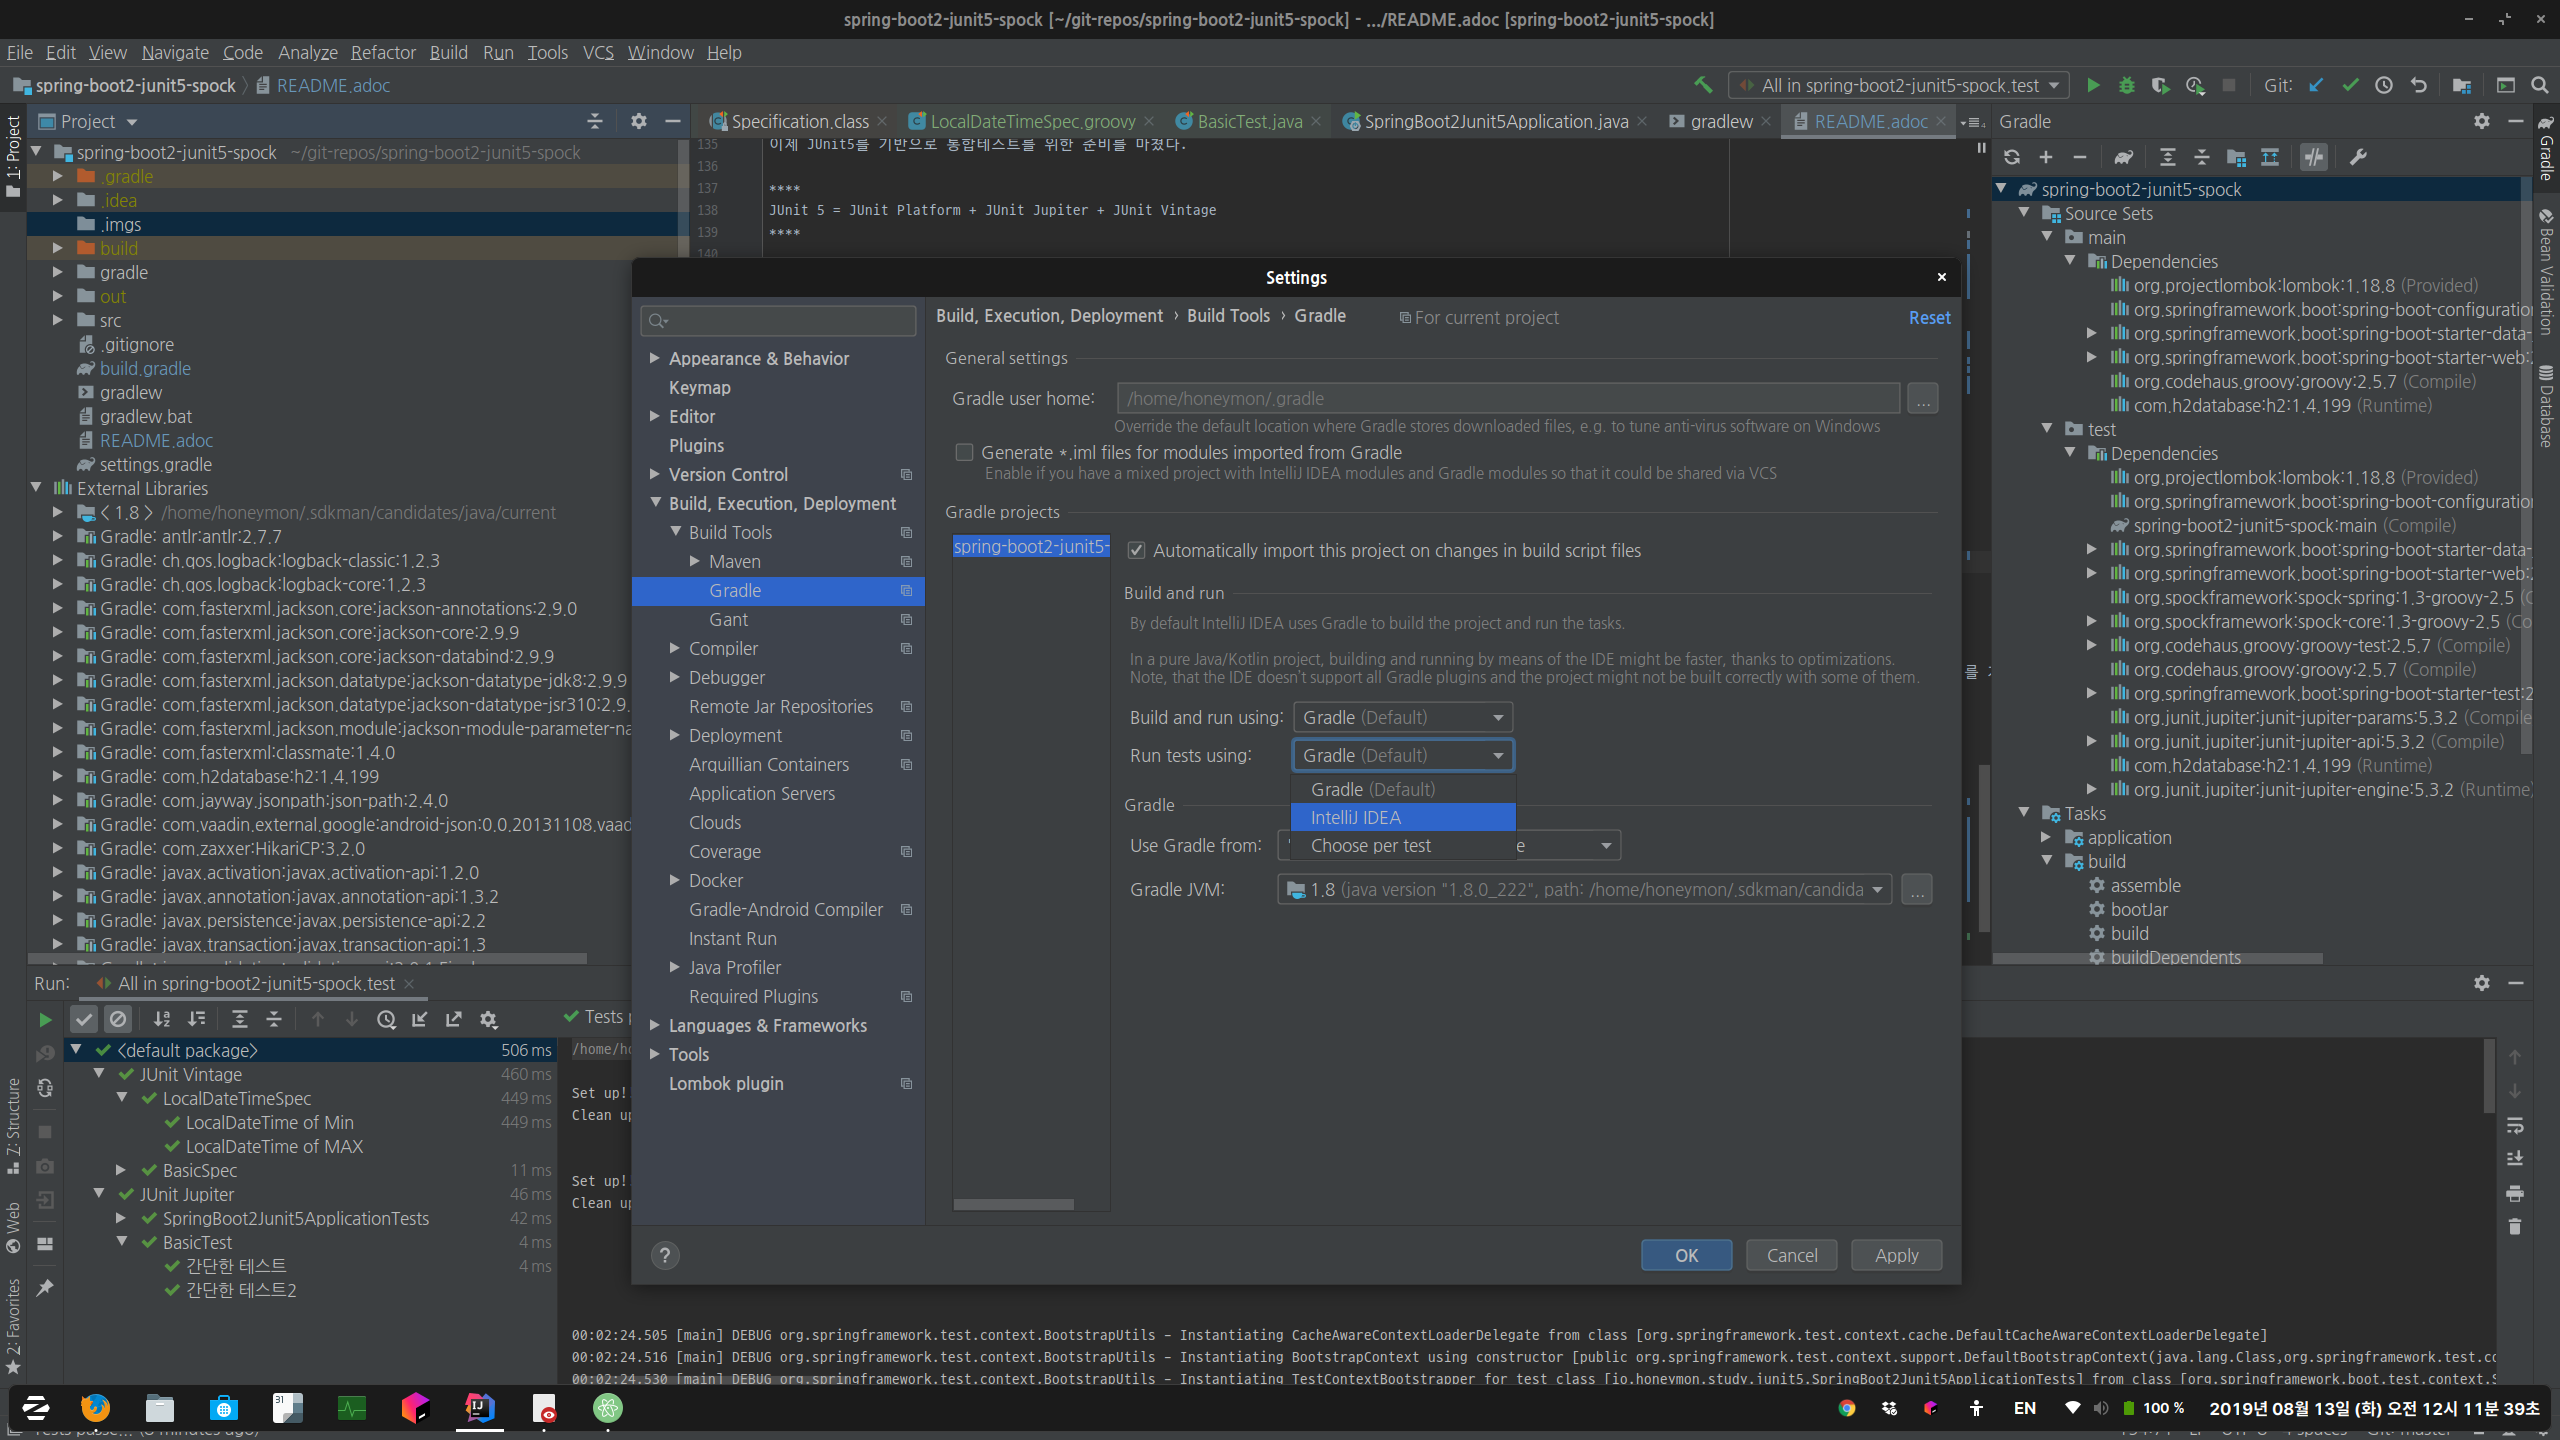 spring-boot2-junit5-spock [~/git-repos/spring-boot2-junit5-spock] - .../README.adoc [spring-boot2-junit5-spock]
File Edit View Navigate Code Analyze Refactor Build Run Tools VCS Window Help
spring-boot2-junit5-spock README.adoc
All in spring-boot2-junit5-spock.test Git:
1: Project
Project
spring-boot2-junit5-spock ~/git-repos/spring-boot2-junit5-spock
.gradle
.idea
.imgs
build
gradle
out
src
.gitignore
build.gradle
gradlew
gradlew.bat
README.adoc
settings.gradle
External Libraries
< 1.8 > /home/honeymon/.sdkman/candidates/java/current
Gradle: antlr:antlr:2.7.7
Gradle: ch.qos.logback:logback-classic:1.2.3
Gradle: ch.qos.logback:logback-core:1.2.3
Gradle: com.fasterxml.jackson.core:jackson-annotations:2.9.0
Gradle: com.fasterxml.jackson.core:jackson-core:2.9.9
Gradle: com.fasterxml.jackson.core:jackson-databind:2.9.9
Gradle: com.fasterxml.jackson.datatype:jackson-datatype-jdk8:2.9.9
Gradle: com.fasterxml.jackson.datatype:jackson-datatype-jsr310:2.9.
Gradle: com.fasterxml.jackson.module:jackson-module-parameter-na
Gradle: com.fasterxml:classmate:1.4.0
Gradle: com.h2database:h2:1.4.199
Gradle: com.jayway.jsonpath:json-path:2.4.0
Gradle: com.vaadin.external.google:android-json:0.0.20131108.vaad
Gradle: com.zaxxer:HikariCP:3.2.0
Gradle: javax.activation:javax.activation-api:1.2.0
Gradle: javax.annotation:javax.annotation-api:1.3.2
Gradle: javax.persistence:javax.persistence-api:2.2
Gradle: javax.transaction:javax.transaction-api:1.3
Specification.class LocalDateTimeSpec.groovy BasicTest.java SpringBoot2Junit5Application.java gradlew README.adoc
135 이제 JUnit5를 기반으로 통합테스트를 위한 준비를 마쳤다.
136
137 ****
138 JUnit 5 = JUnit Platform + JUnit Jupiter + JUnit Vintage
139 ****
140
를
Settings
Appearance & Behavior
Keymap
Editor
Plugins
Version Control
Build, Execution, Deployment
Build Tools
Maven
Gradle
Gant
Compiler
Debugger
Remote Jar Repositories
Deployment
Arquillian Containers
Application Servers
Clouds
Coverage
Docker
Gradle-Android Compiler
Instant Run
Java Profiler
Required Plugins
Languages & Frameworks
Tools
Lombok plugin
Build, Execution, Deployment › Build Tools › Gradle For current project Reset
General settings
Gradle user home: /home/honeymon/.gradle ...
Override the default location where Gradle stores downloaded files, e.g. to tune anti-virus software on Windows
Generate *.iml files for modules imported from Gradle
Enable if you have a mixed project with IntelliJ IDEA modules and Gradle modules so that it could be shared via VCS
Gradle projects
spring-boot2-junit5-
Automatically import this project on changes in build script files
Build and run
By default IntelliJ IDEA uses Gradle to build the project and run the tasks.
In a pure Java/Kotlin project, building and running by means of the IDE might be faster, thanks to optimizations.
Note, that the IDE doesn't support all Gradle plugins and the project might not be built correctly with some of them.
Build and run using: Gradle (Default)
Run tests using: Gradle (Default)
Gradle (Default)
IntelliJ IDEA
Choose per test
Gradle
Use Gradle from: e
Gradle JVM: 1.8 (java version "1.8.0_222", path: /home/honeymon/.sdkman/candida ...
? OK Cancel Apply
Gradle
spring-boot2-junit5-spock
Source Sets
main
Dependencies
org.projectlombok:lombok:1.18.8 (Provided)
org.springframework.boot:spring-boot-configuration
org.springframework.boot:spring-boot-starter-data-
org.springframework.boot:spring-boot-starter-web:2
org.codehaus.groovy:groovy:2.5.7 (Compile)
com.h2database:h2:1.4.199 (Runtime)
test
Dependencies
org.projectlombok:lombok:1.18.8 (Provided)
org.springframework.boot:spring-boot-configuration
spring-boot2-junit5-spock:main (Compile)
org.springframework.boot:spring-boot-starter-data-
org.springframework.boot:spring-boot-starter-web:2
org.spockframework:spock-spring:1.3-groovy-2.5 (C
org.spockframework:spock-core:1.3-groovy-2.5 (Co
org.codehaus.groovy:groovy-test:2.5.7 (Compile)
org.codehaus.groovy:groovy:2.5.7 (Compile)
org.springframework.boot:spring-boot-starter-test:2
org.junit.jupiter:junit-jupiter-params:5.3.2 (Compile
org.junit.jupiter:junit-jupiter-api:5.3.2 (Compile)
com.h2database:h2:1.4.199 (Runtime)
org.junit.jupiter:junit-jupiter-engine:5.3.2 (Runtime)
Tasks
application
build
assemble
bootJar
build
buildDependents
Gradle
Bean Validation
Database
Run: All in spring-boot2-junit5-spock.test
Tests
<default package> 506 ms
JUnit Vintage 460 ms
LocalDateTimeSpec 449 ms
LocalDateTime of Min 449 ms
LocalDateTime of MAX
BasicSpec 11 ms
JUnit Jupiter 46 ms
SpringBoot2Junit5ApplicationTests 42 ms
BasicTest 4 ms
간단한 테스트 4 ms
간단한 테스트2
/home/ho
Set up!
Clean up
Set up!
Clean up
00:02:24.505 [main] DEBUG org.springframework.test.context.BootstrapUtils - Instantiating CacheAwareContextLoaderDelegate from class [org.springframework.test.context.cache.DefaultCacheAwareContextLoaderDelegate]
00:02:24.516 [main] DEBUG org.springframework.test.context.BootstrapUtils - Instantiating BootstrapContext using constructor [public org.springframework.test.context.support.DefaultBootstrapContext(java.lang.Class,org.springframework.test.co
00:02:24.530 [main] DEBUG org.springframework.test.context.BootstrapUtils - Instantiating TestContextBootstrapper for test class [io.honeymon.study.junit5.SpringBoot2Junit5ApplicationTests] from class [org.springframework.boot.test.context.S
Z: Structure
Web
2: Favorites
31 IJ EN 100 % 2019년 08월 13일 (화) 오전 12시 11분 39초